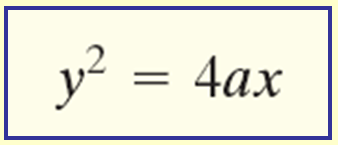 y² = 4ax